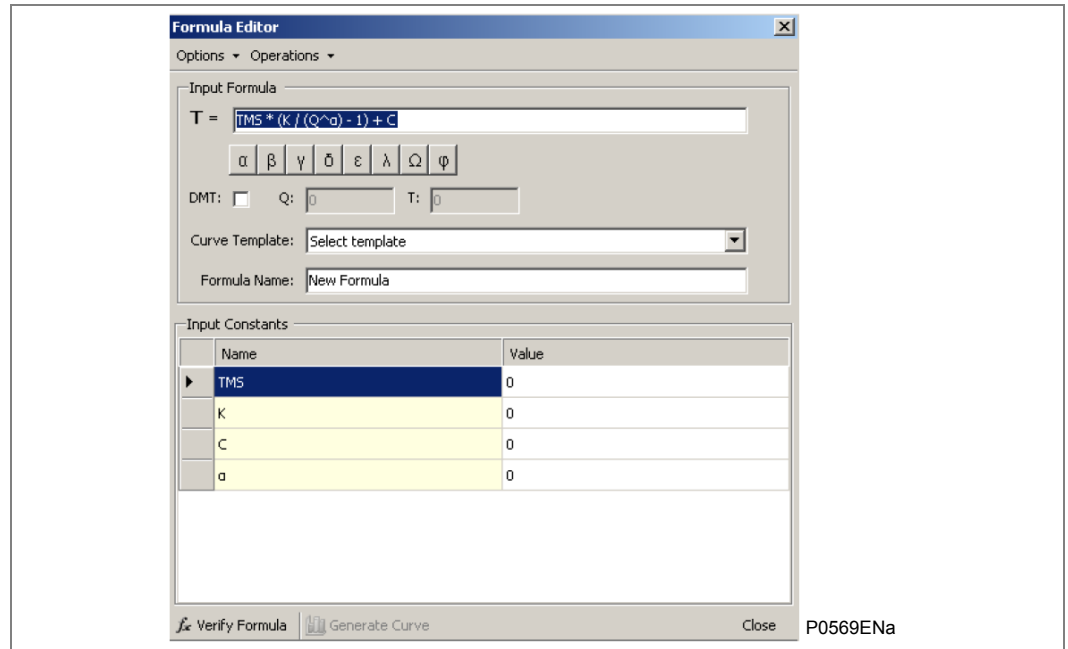 Formula Editor
Options Operations
Input Formula
T = TMS * (K / (Q^α) - 1) + C
α β γ δ ε λ Ω φ
DMT: Q: 0 T: 0
Curve Template: Select template
Formula Name: New Formula
Input Constants
Name Value
TMS 0
K 0
C 0
α 0
fx Verify Formula Generate Curve Close
P0569ENa